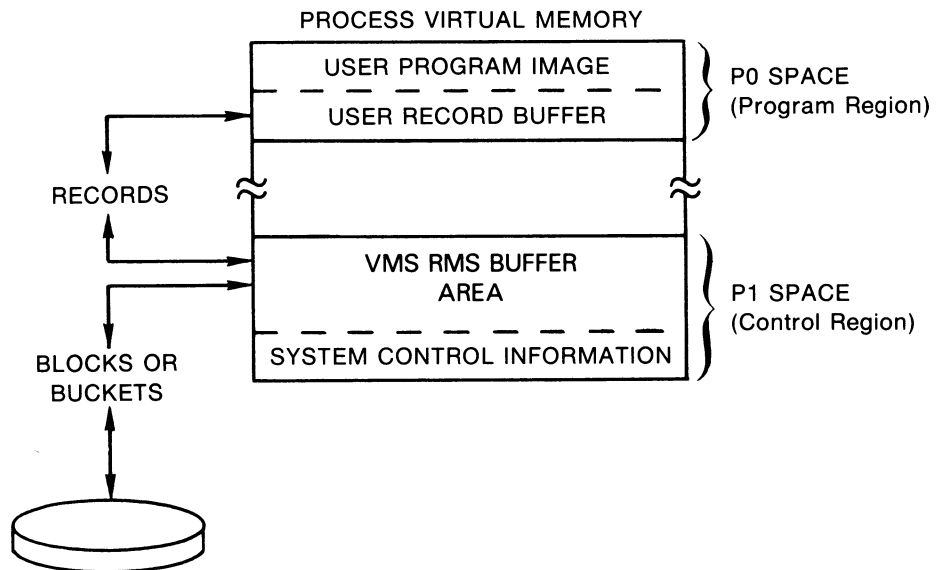 PROCESS VIRTUAL MEMORY
USER PROGRAM IMAGE
USER RECORD BUFFER
P0 SPACE
(Program Region)
RECORDS
VMS RMS BUFFER
AREA
SYSTEM CONTROL INFORMATION
P1 SPACE
(Control Region)
BLOCKS OR
BUCKETS